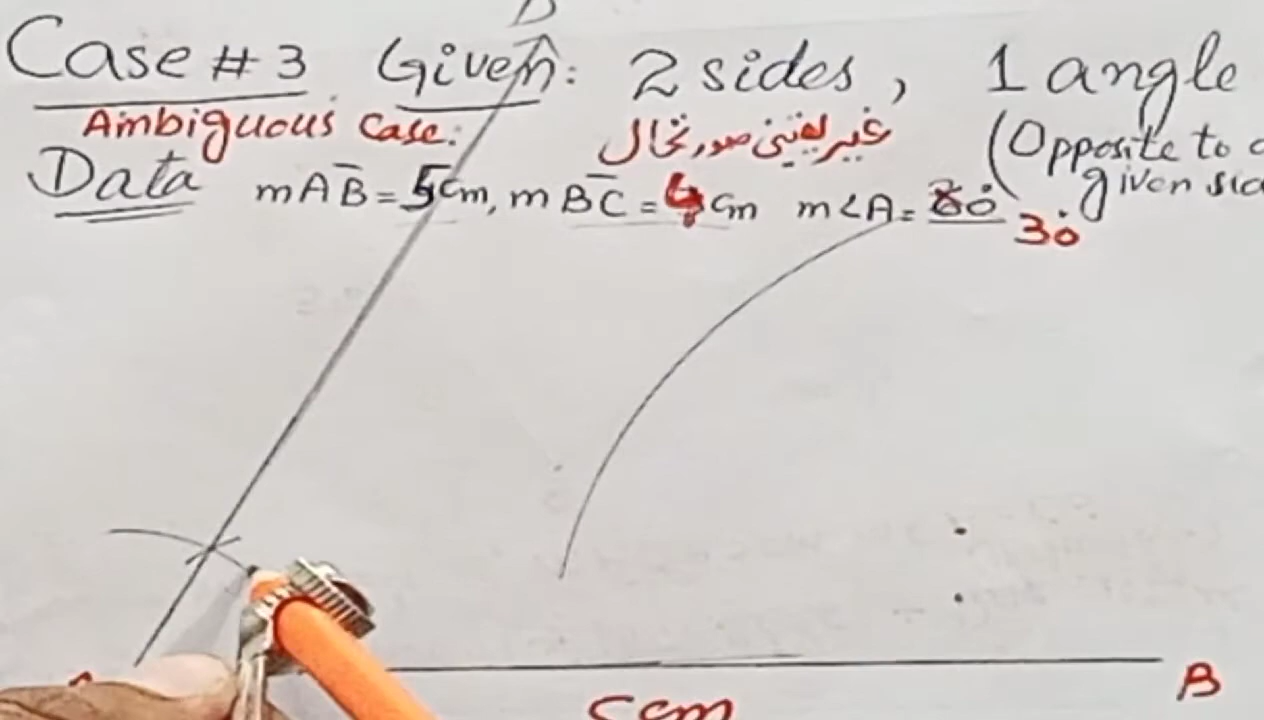 D
Case # 3 Given: 2 sides, 1 angle
Ambiguous Case: غیر یقینی صورتحال (Opposite to
Data mAB = 5cm, mBC = 4cm m∠A = 60° given
30°
B
5cm